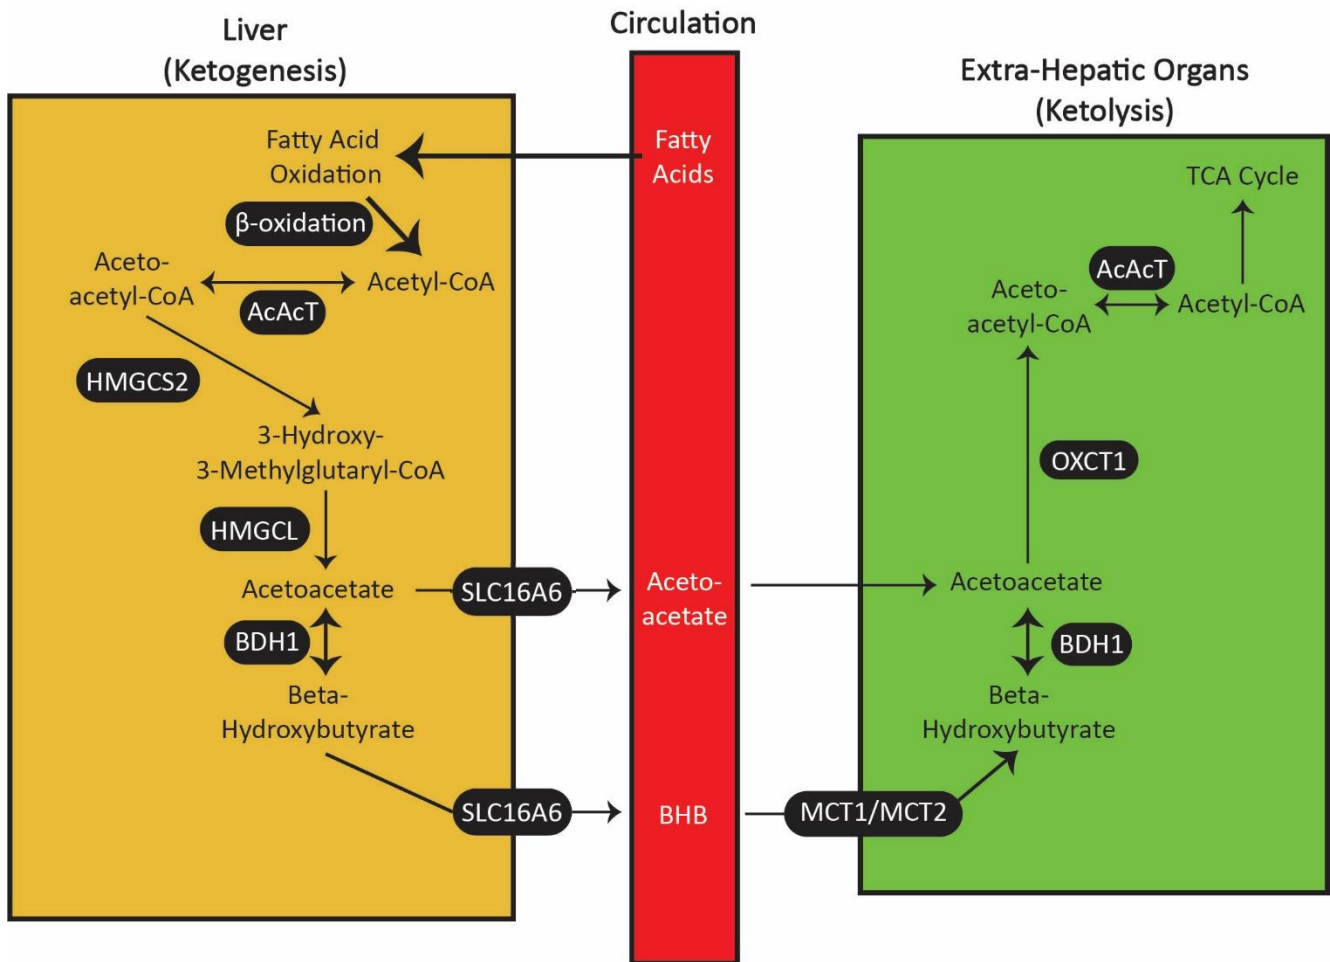 Liver
(Ketogenesis)
Fatty Acid
Oxidation
β-oxidation
Aceto-
acetyl-CoA
Acetyl-CoA
AcAcT
HMGCS2
3-Hydroxy-
3-Methylglutaryl-CoA
HMGCL
Acetoacetate
SLC16A6
BDH1
Beta-
Hydroxybutyrate
SLC16A6
Circulation
Fatty
Acids
Aceto-
acetate
BHB
Extra-Hepatic Organs
(Ketolysis)
TCA Cycle
AcAcT
Aceto-
acetyl-CoA
Acetyl-CoA
OXCT1
Acetoacetate
BDH1
Beta-
Hydroxybutyrate
MCT1/MCT2